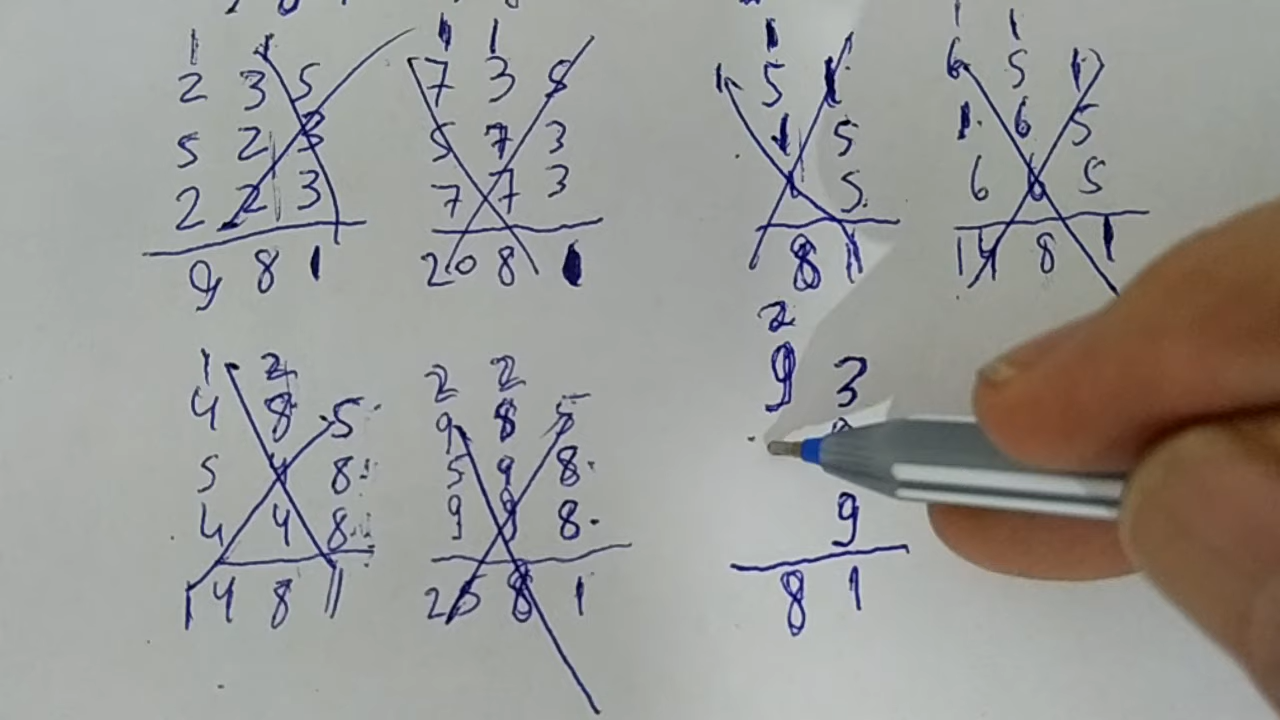 1 1
2 3 5
5 2 3
2 2 3
9 8 1
1 1
7 3 5
5 7 3
7 7 3
20 8 1
1
1 5 1
1 5
5
8 1
1 1
6 5 1
1 6 5
6 6 5
14 8 1
1 2
4 8 5
5 4 8
4 4 8
14 8 1
2 2
9 8 5
5 9 8
9 9 8
25 8 1
2
9 3
9
8 1